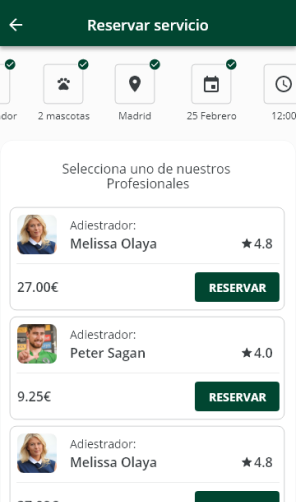 Reservar servicio
dor
2 mascotas
Madrid
25 Febrero
12:00
Selecciona uno de nuestros
Profesionales
Adiestrador:
Melissa Olaya
4.8
27.00€
RESERVAR
Adiestrador:
Peter Sagan
4.0
9.25€
RESERVAR
Adiestrador:
Melissa Olaya
4.8